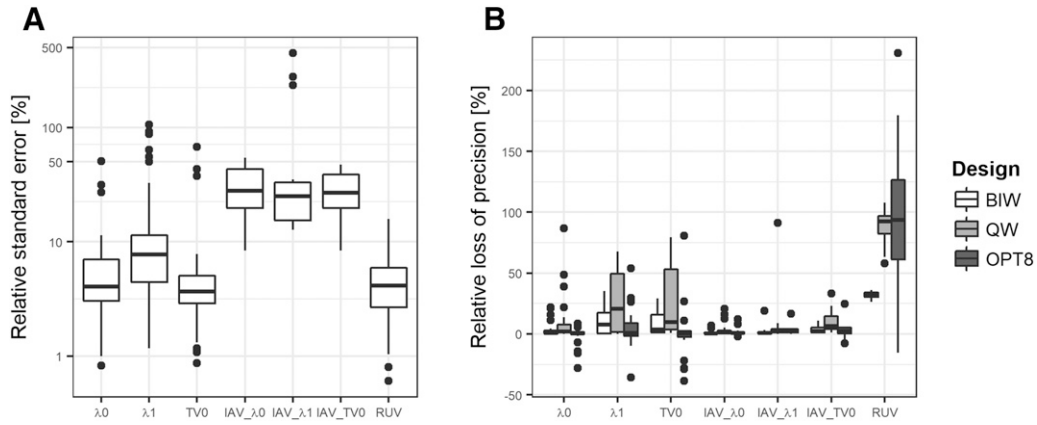 A
Relative standard error [%]
500
100
50
10
1
λ0 λ1 TV0 IAV_λ0 IAV_λ1 IAV_TV0 RUV
B
Relative loss of precision [%]
200
150
100
50
0
-50
λ0 λ1 TV0 IAV_λ0 IAV_λ1 IAV_TV0 RUV
Design
BIW
QW
OPT8